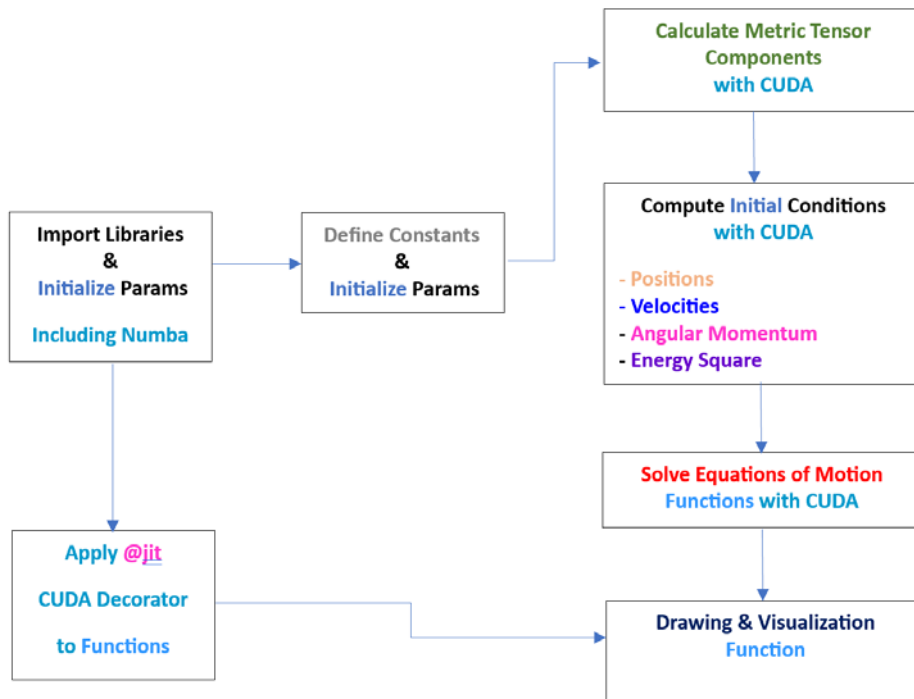 Import Libraries
&
Initialize Params
Including Numba
Define Constants
&
Initialize Params
Calculate Metric Tensor
Components
with CUDA
Compute Initial Conditions
with CUDA
- Positions
- Velocities
- Angular Momentum
- Energy Square
Solve Equations of Motion
Functions with CUDA
Apply @jit
CUDA Decorator
to Functions
Drawing & Visualization
Function